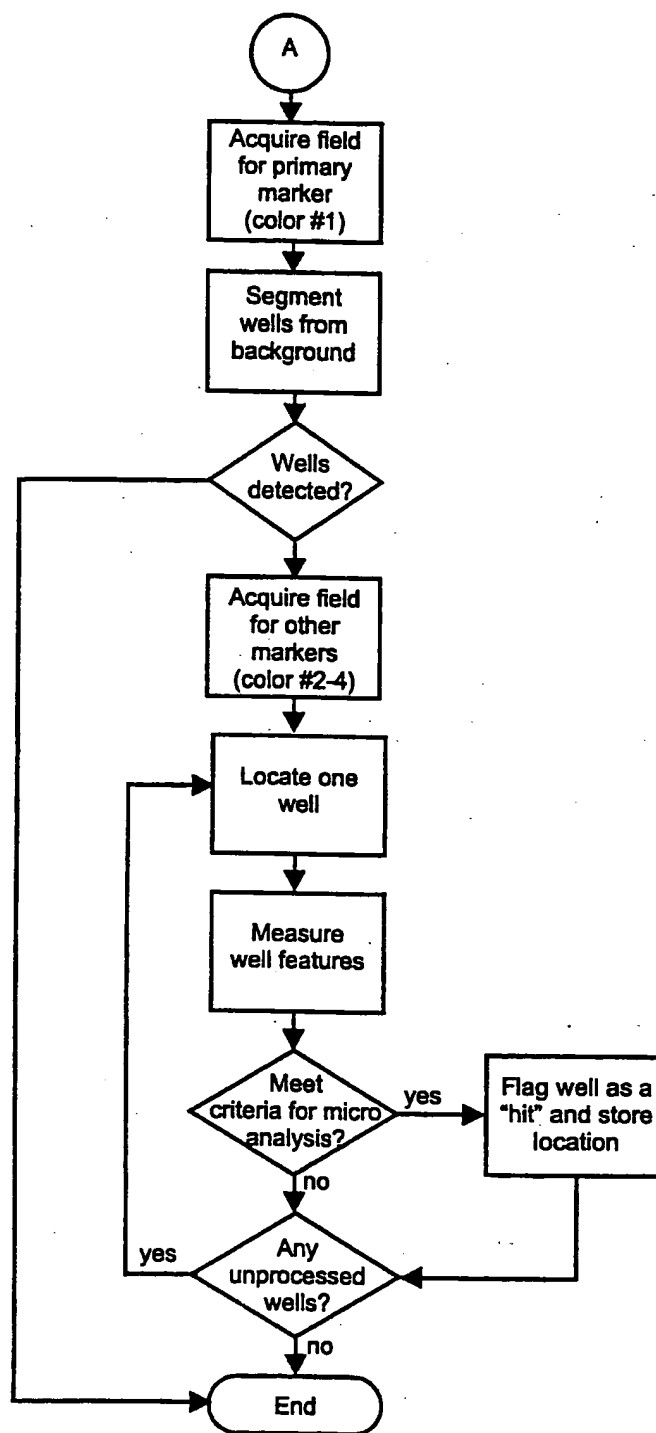 A
Acquire field
for primary
marker
(color #1)
Segment
wells from
background
Wells
detected?
Acquire field
for other
markers
(color #2-4)
Locate one
well
Measure
well features
Meet
criteria for micro
analysis?
yes
Flag well as a
"hit" and store
location
no
Any
unprocessed
wells?
yes
no
End